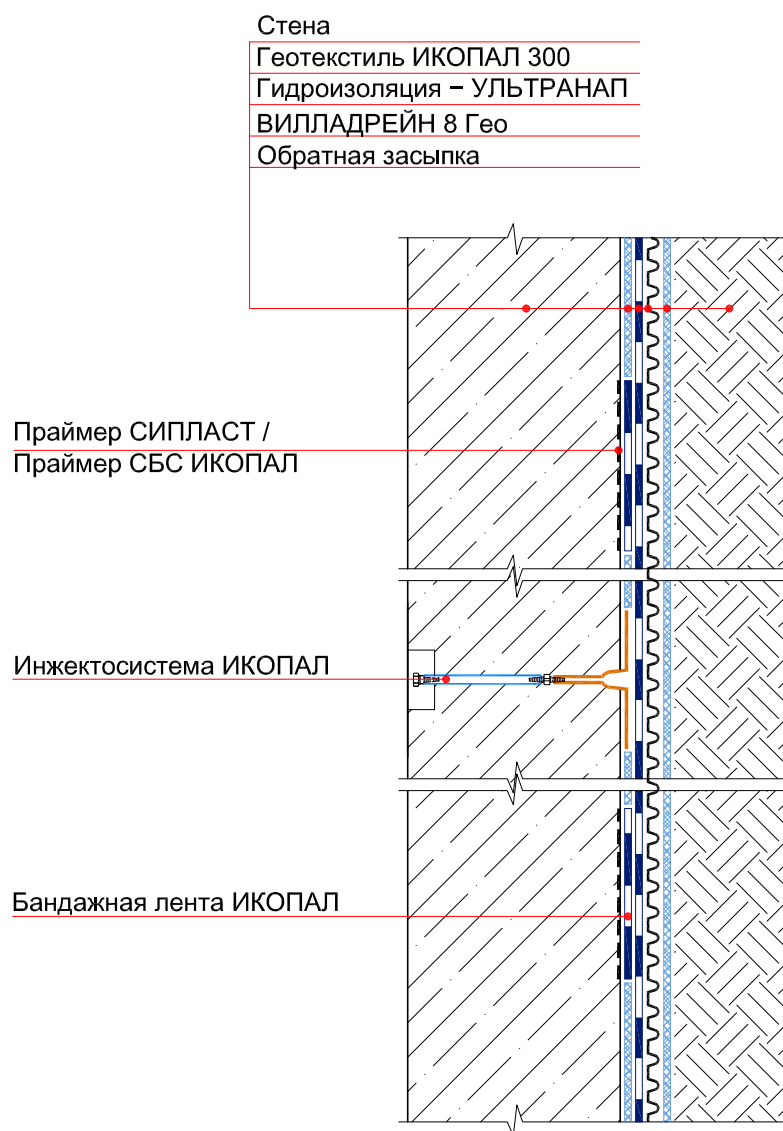 Стена
Геотекстиль ИКОПАЛ 300
Гидроизоляция – УЛЬТРАНАП
ВИЛЛАДРЕЙН 8 Гео
Обратная засыпка
Праймер СИПЛАСТ /
Праймер СБС ИКОПАЛ
Инжектосистема ИКОПАЛ
Бандажная лента ИКОПАЛ